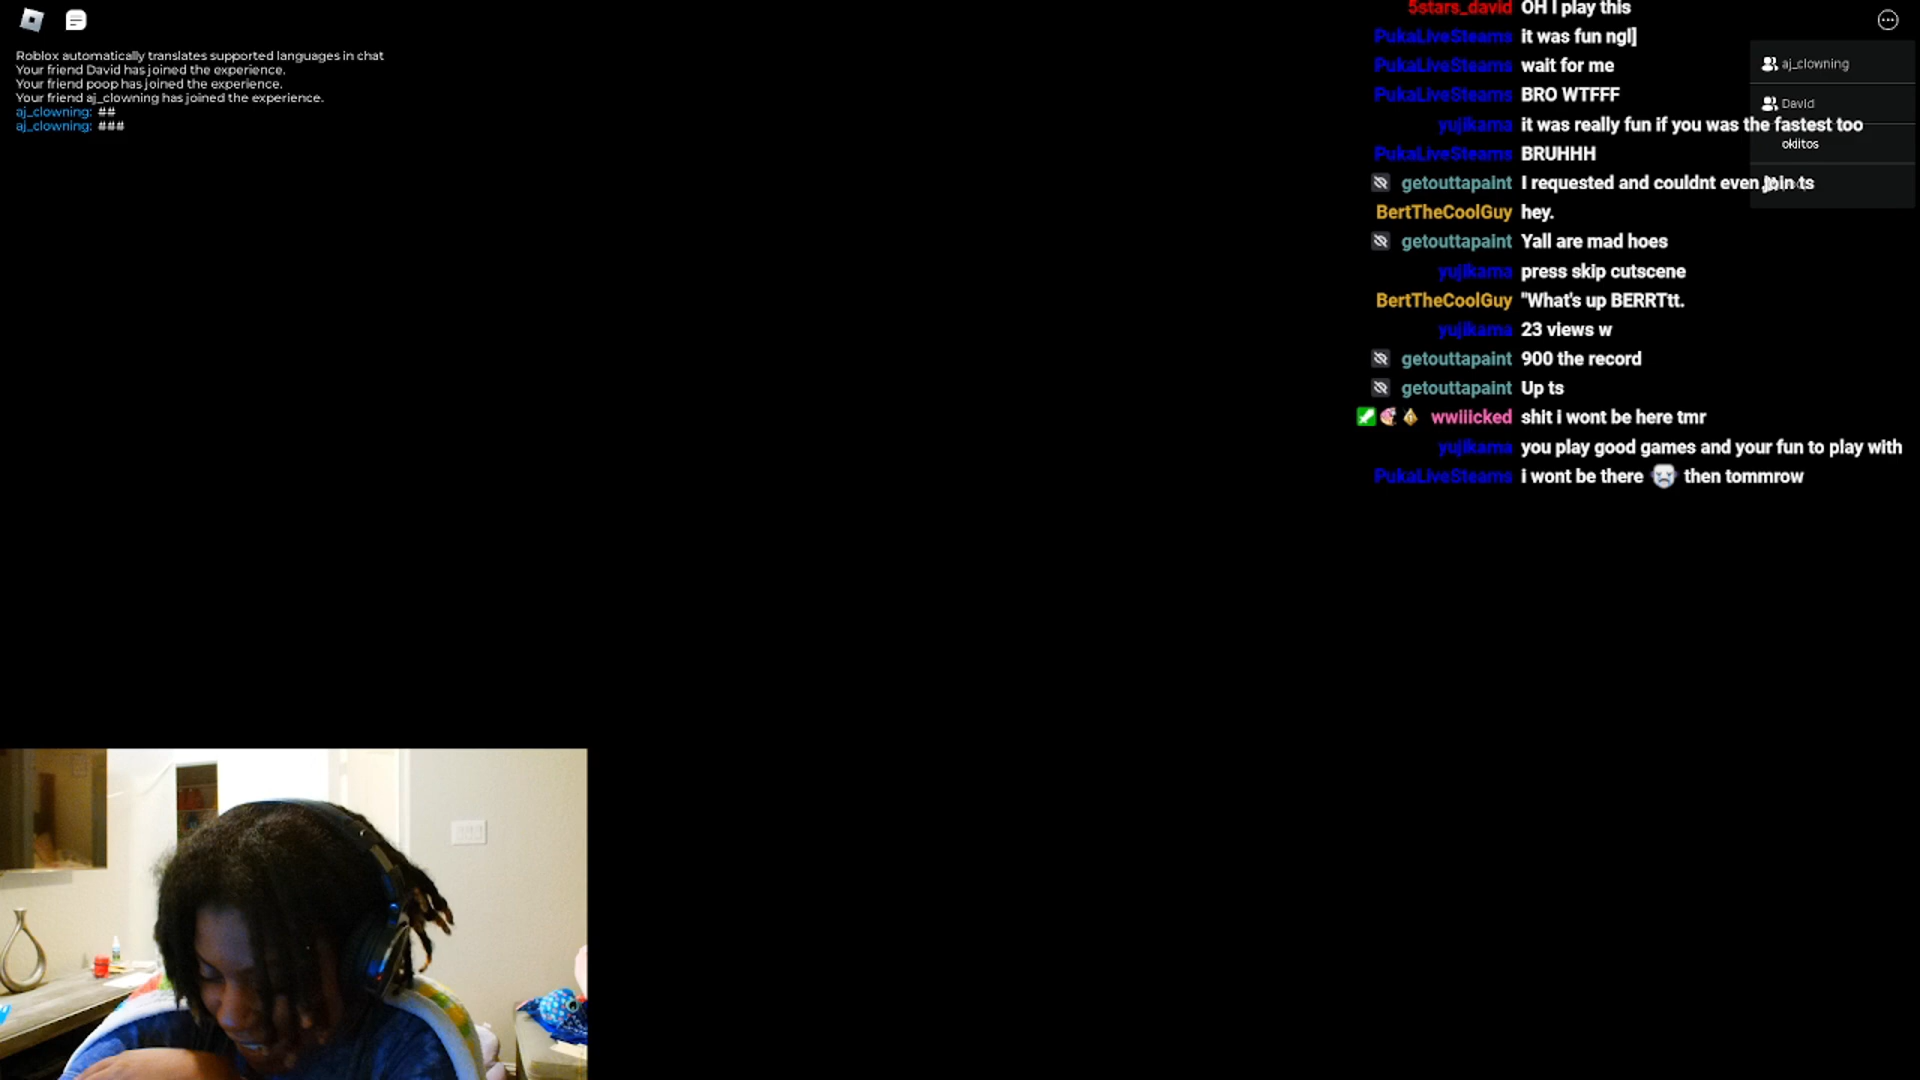 Roblox automatically translates supported languages in chat
Your friend David has joined the experience.
Your friend poop has joined the experience.
Your friend aj_clowning has joined the experience.
aj_clowning: ##
aj_clowning: ###
5stars_david OH I play this
PukaLiveSteams it was fun ngl]
PukaLiveSteams wait for me
PukaLiveSteams BRO WTFFF
yujikama it was really fun if you was the fastest too
PukaLiveSteams BRUHHH
getouttapaint I requested and couldnt even join ts
BertTheCoolGuy hey.
getouttapaint Yall are mad hoes
yujikama press skip cutscene
BertTheCoolGuy "What's up BERRTtt.
yujikama 23 views w
getouttapaint 900 the record
getouttapaint Up ts
wwiiicked shit i wont be here tmr
yujikama you play good games and your fun to play with
PukaLiveSteams i wont be there then tommrow
aj_clowning
David
okiitos